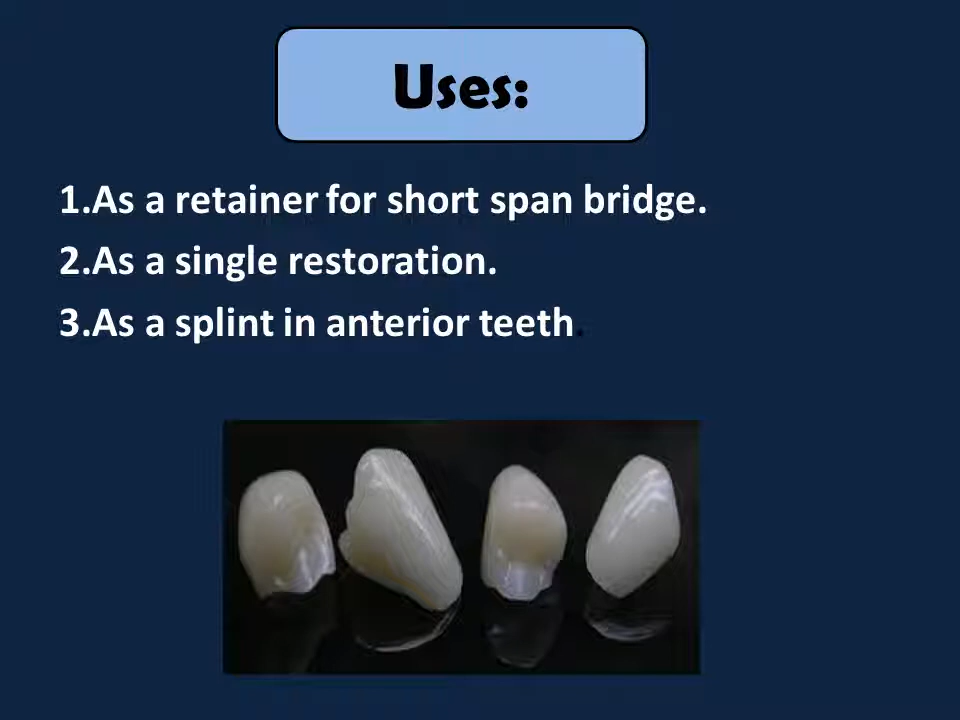 Uses:
1.As a retainer for short span bridge.
2.As a single restoration.
3.As a splint in anterior teeth.